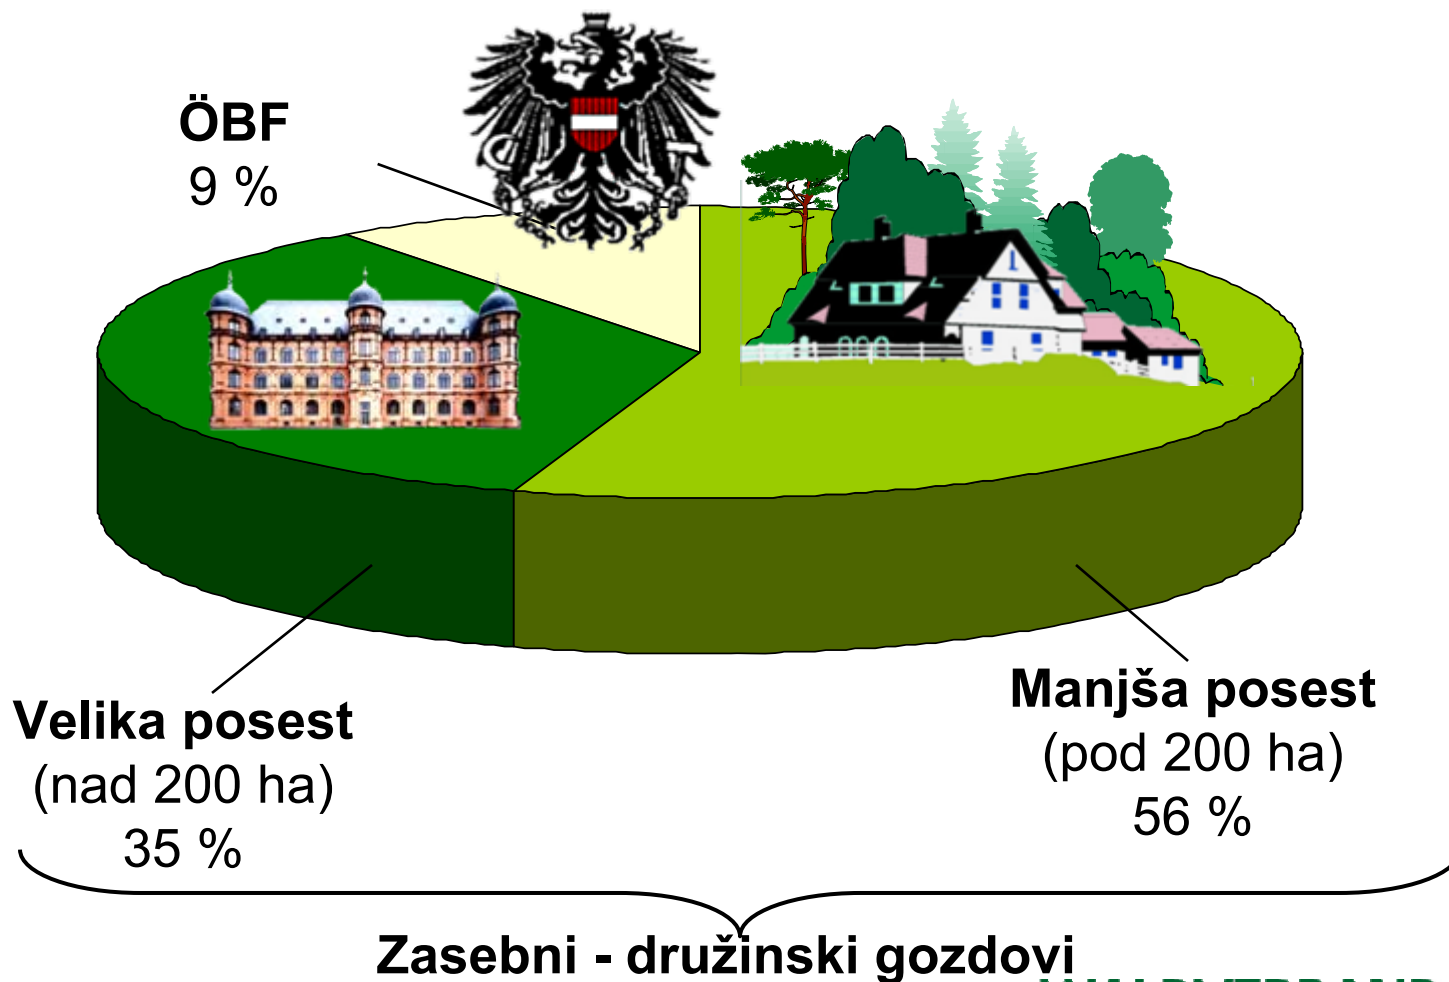 ÖBF
9 %
Velika posest
(nad 200 ha)
35 %
Manjša posest
(pod 200 ha)
56 %
Zasebni - družinski gozdovi